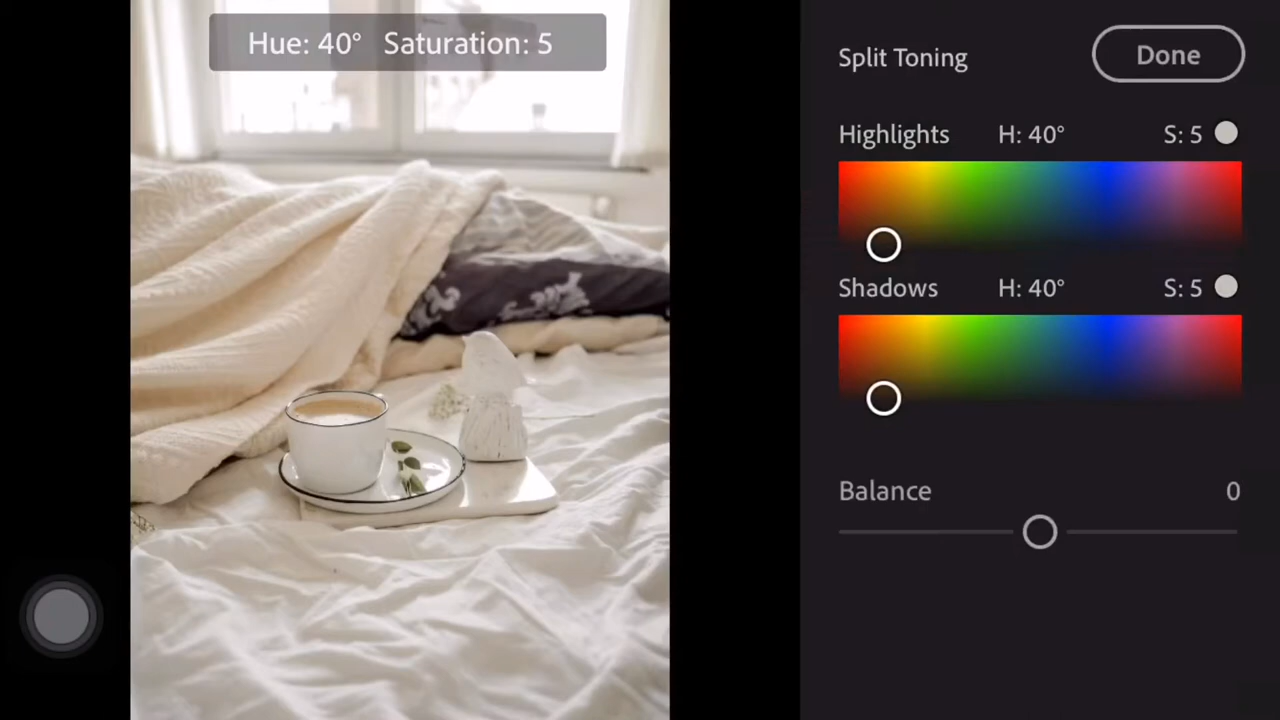 Hue: 40° Saturation: 5
Split Toning
Done
Highlights H: 40° S: 5
Shadows H: 40° S: 5
Balance 0